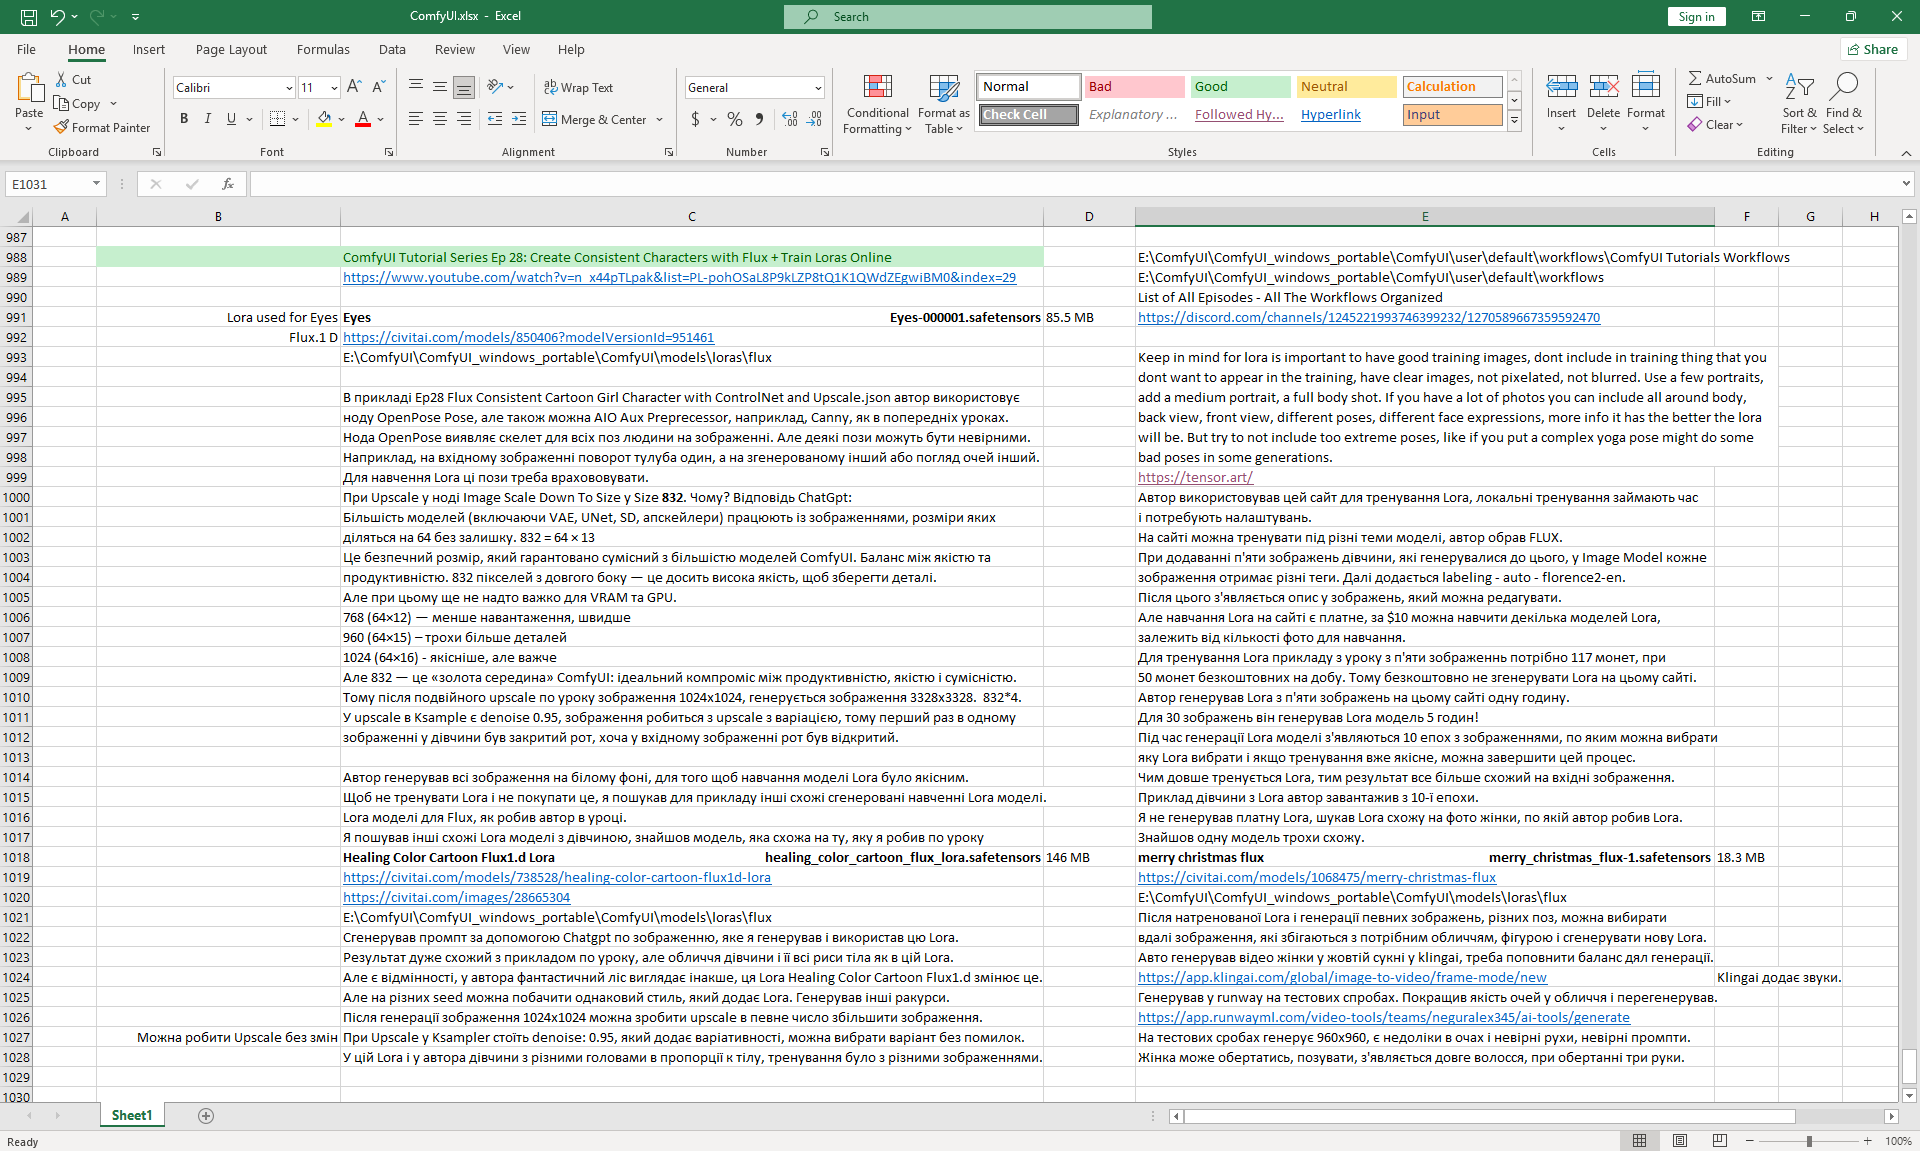 ComfyUI.xlsx - Excel
Search
Sign in
File Home Insert Page Layout Formulas Data Review View Help
Share
Paste
Cut
Copy
Format Painter
Clipboard
Calibri 11
B I U
Font
Wrap Text
Merge & Center
Alignment
General
$ %
Number
Conditional Formatting
Format as Table
Normal Bad Good Neutral Calculation
Check Cell Explanatory ... Followed Hy... Hyperlink Input
Styles
Insert Delete Format
Cells
AutoSum
Fill
Clear
Sort & Filter
Find & Select
Editing
E1031
fx
A B C D E F G H
987
988 ComfyUI Tutorial Series Ep 28: Create Consistent Characters with Flux + Train Loras Online E:\ComfyUI\ComfyUI_windows_portable\ComfyUI\user\default\workflows\ComfyUI Tutorials Workflows
989 https://www.youtube.com/watch?v=n_x44pTLpak&list=PL-pohOSaL8P9kLZP8tQ1K1QWdZEgwiBM0&index=29 E:\ComfyUI\ComfyUI_windows_portable\ComfyUI\user\default\workflows
990 List of All Episodes - All The Workflows Organized
991 Lora used for Eyes Eyes Eyes-000001.safetensors 85.5 MB https://discord.com/channels/1245221993746399232/1270589667359592470
992 Flux.1 D https://civitai.com/models/850406?modelVersionId=951461
993 E:\ComfyUI\ComfyUI_windows_portable\ComfyUI\models\loras\flux Keep in mind for lora is important to have good training images, dont include in training thing that you
994 dont want to appear in the training, have clear images, not pixelated, not blurred. Use a few portraits,
995 В прикладі Ep28 Flux Consistent Cartoon Girl Character with ControlNet and Upscale.json автор використовує add a medium portrait, a full body shot. If you have a lot of photos you can include all around body,
996 ноду OpenPose Pose, але також можна AIO Aux Preprecessor, наприклад, Canny, як в попередніх уроках. back view, front view, different poses, different face expressions, more info it has the better the lora
997 Нода OpenPose виявляє скелет для всіх поз людини на зображенні. Але деякі пози можуть бути невірними. will be. But try to not include too extreme poses, like if you put a complex yoga pose might do some
998 Наприклад, на вхідному зображенні поворот тулуба один, а на згенерованому інший або погляд очей інший. bad poses in some generations.
999 Для навчення Lora ці пози треба врахововувати. https://tensor.art/
1000 При Upscale у ноді Image Scale Down To Size у Size 832. Чому? Відповідь ChatGpt: Автор використовував цей сайт для тренування Lora, локальні тренування займають час
1001 Більшість моделей (включаючи VAE, UNet, SD, апскейлери) працюють із зображеннями, розміри яких і потребують налаштувань.
1002 діляться на 64 без залишку. 832 = 64 × 13 На сайті можна тренувати під різні теми моделі, автор обрав FLUX.
1003 Це безпечний розмір, який гарантовано сумісний з більшістю моделей ComfyUI. Баланс між якістю та При додаванні п'яти зображень дівчини, які генерувалися до цього, у Image Model кожне
1004 продуктивністю. 832 пікселей з довгого боку — це досить висока якість, щоб зберегти деталі. зображення отримає різні теги. Далі додається labeling - auto - florence2-en.
1005 Але при цьому ще не надто важко для VRAM та GPU. Після цього з'являється опис у зображень, який можна редагувати.
1006 768 (64×12) — менше навантаження, швидше Але навчання Lora на сайті є платне, за $10 можна навчити декілька моделей Lora,
1007 960 (64×15) – трохи більше деталей залежить від кількості фото для навчання.
1008 1024 (64×16) - якісніше, але важче Для тренування Lora прикладу з уроку з п'яти зображеннь потрібно 117 монет, при
1009 Але 832 — це «золота середина» ComfyUI: ідеальний компроміс між продуктивністю, якістю і сумісністю. 50 монет безкоштовних на добу. Тому безкоштовно не згенерувати Lora на цьому сайті.
1010 Тому після подвійного upscale по уроку зображення 1024x1024, генерується зображення 3328x3328. 832*4. Автор генерував Lora з п'яти зображень на цьому сайті одну годину.
1011 У upscale в Ksample є denoise 0.95, зображення робиться з upscale з варіацією, тому перший раз в одному Для 30 зображень він генерував Lora модель 5 годин!
1012 зображенні у дівчини був закритий рот, хоча у вхідному зображенні рот був відкритий. Під час генерації Lora моделі з'являються 10 епох з зображеннями, по яким можна вибрати
1013 яку Lora вибрати і якщо тренування вже якісне, можна завершити цей процес.
1014 Автор генерував всі зображення на білому фоні, для того щоб навчання моделі Lora було якісним. Чим довше тренується Lora, тим результат все більше схожий на вхідні зображення.
1015 Щоб не тренувати Lora і не покупати це, я пошукав для прикладу інші схожі сгенеровані навченні Lora моделі. Приклад дівчини з Lora автор завантажив з 10-ї епохи.
1016 Lora моделі для Flux, як робив автор в уроці. Я не генерував платну Lora, шукав Lora схожу на фото жінки, по якій автор робив Lora.
1017 Я пошував інші схожі Lora моделі з дівчиною, знайшов модель, яка схожа на ту, яку я робив по уроку Знайшов одну модель трохи схожу.
1018 Healing Color Cartoon Flux1.d Lora healing_color_cartoon_flux_lora.safetensors 146 MB merry christmas flux merry_christmas_flux-1.safetensors 18.3 MB
1019 https://civitai.com/models/738528/healing-color-cartoon-flux1d-lora https://civitai.com/models/1068475/merry-christmas-flux
1020 https://civitai.com/images/28665304 E:\ComfyUI\ComfyUI_windows_portable\ComfyUI\models\loras\flux
1021 E:\ComfyUI\ComfyUI_windows_portable\ComfyUI\models\loras\flux Після натренованої Lora і генерації певних зображень, різних поз, можна вибирати
1022 Сгенерував промпт за допомогою Chatgpt по зображенню, яке я генерував і використав цю Lora. вдалі зображення, які збігаються з потрібним обличчям, фігурою і сгенерувати нову Lora.
1023 Результат дуже схожий з прикладом по уроку, але обличчя дівчини і її всі риси тіла як в цій Lora. Авто генерував відео жінки у жовтій сукні у klingai, треба поповнити баланс дял генерації.
1024 Але є відмінності, у автора фантастичний ліс виглядає інакше, ця Lora Healing Color Cartoon Flux1.d змінює це. https://app.klingai.com/global/image-to-video/frame-mode/new Klingai додає звуки.
1025 Але на різних seed можна побачити однаковий стиль, який додає Lora. Генерував інші ракурси. Генерував у runway на тестових спробах. Покращив якість очей у обличчя і перегенерував.
1026 Після генерації зображення 1024x1024 можна зробити upscale в певне число збільшити зображення. https://app.runwayml.com/video-tools/teams/neguralex345/ai-tools/generate
1027 Можна робити Upscale без змін При Upscale у Ksampler стоїть denoise: 0.95, який додає варіативності, можна вибрати варіант без помилок. На тестових сробах генерує 960x960, є недоліки в очах і невірні рухи, невірні промпти.
1028 У цій Lora і у автора дівчини з різними головами в пропорції к тілу, тренування було з різними зображеннями. Жінка може обертатись, позувати, з'являється довге волосся, при обертанні три руки.
1029
1030
Sheet1
Ready
100%